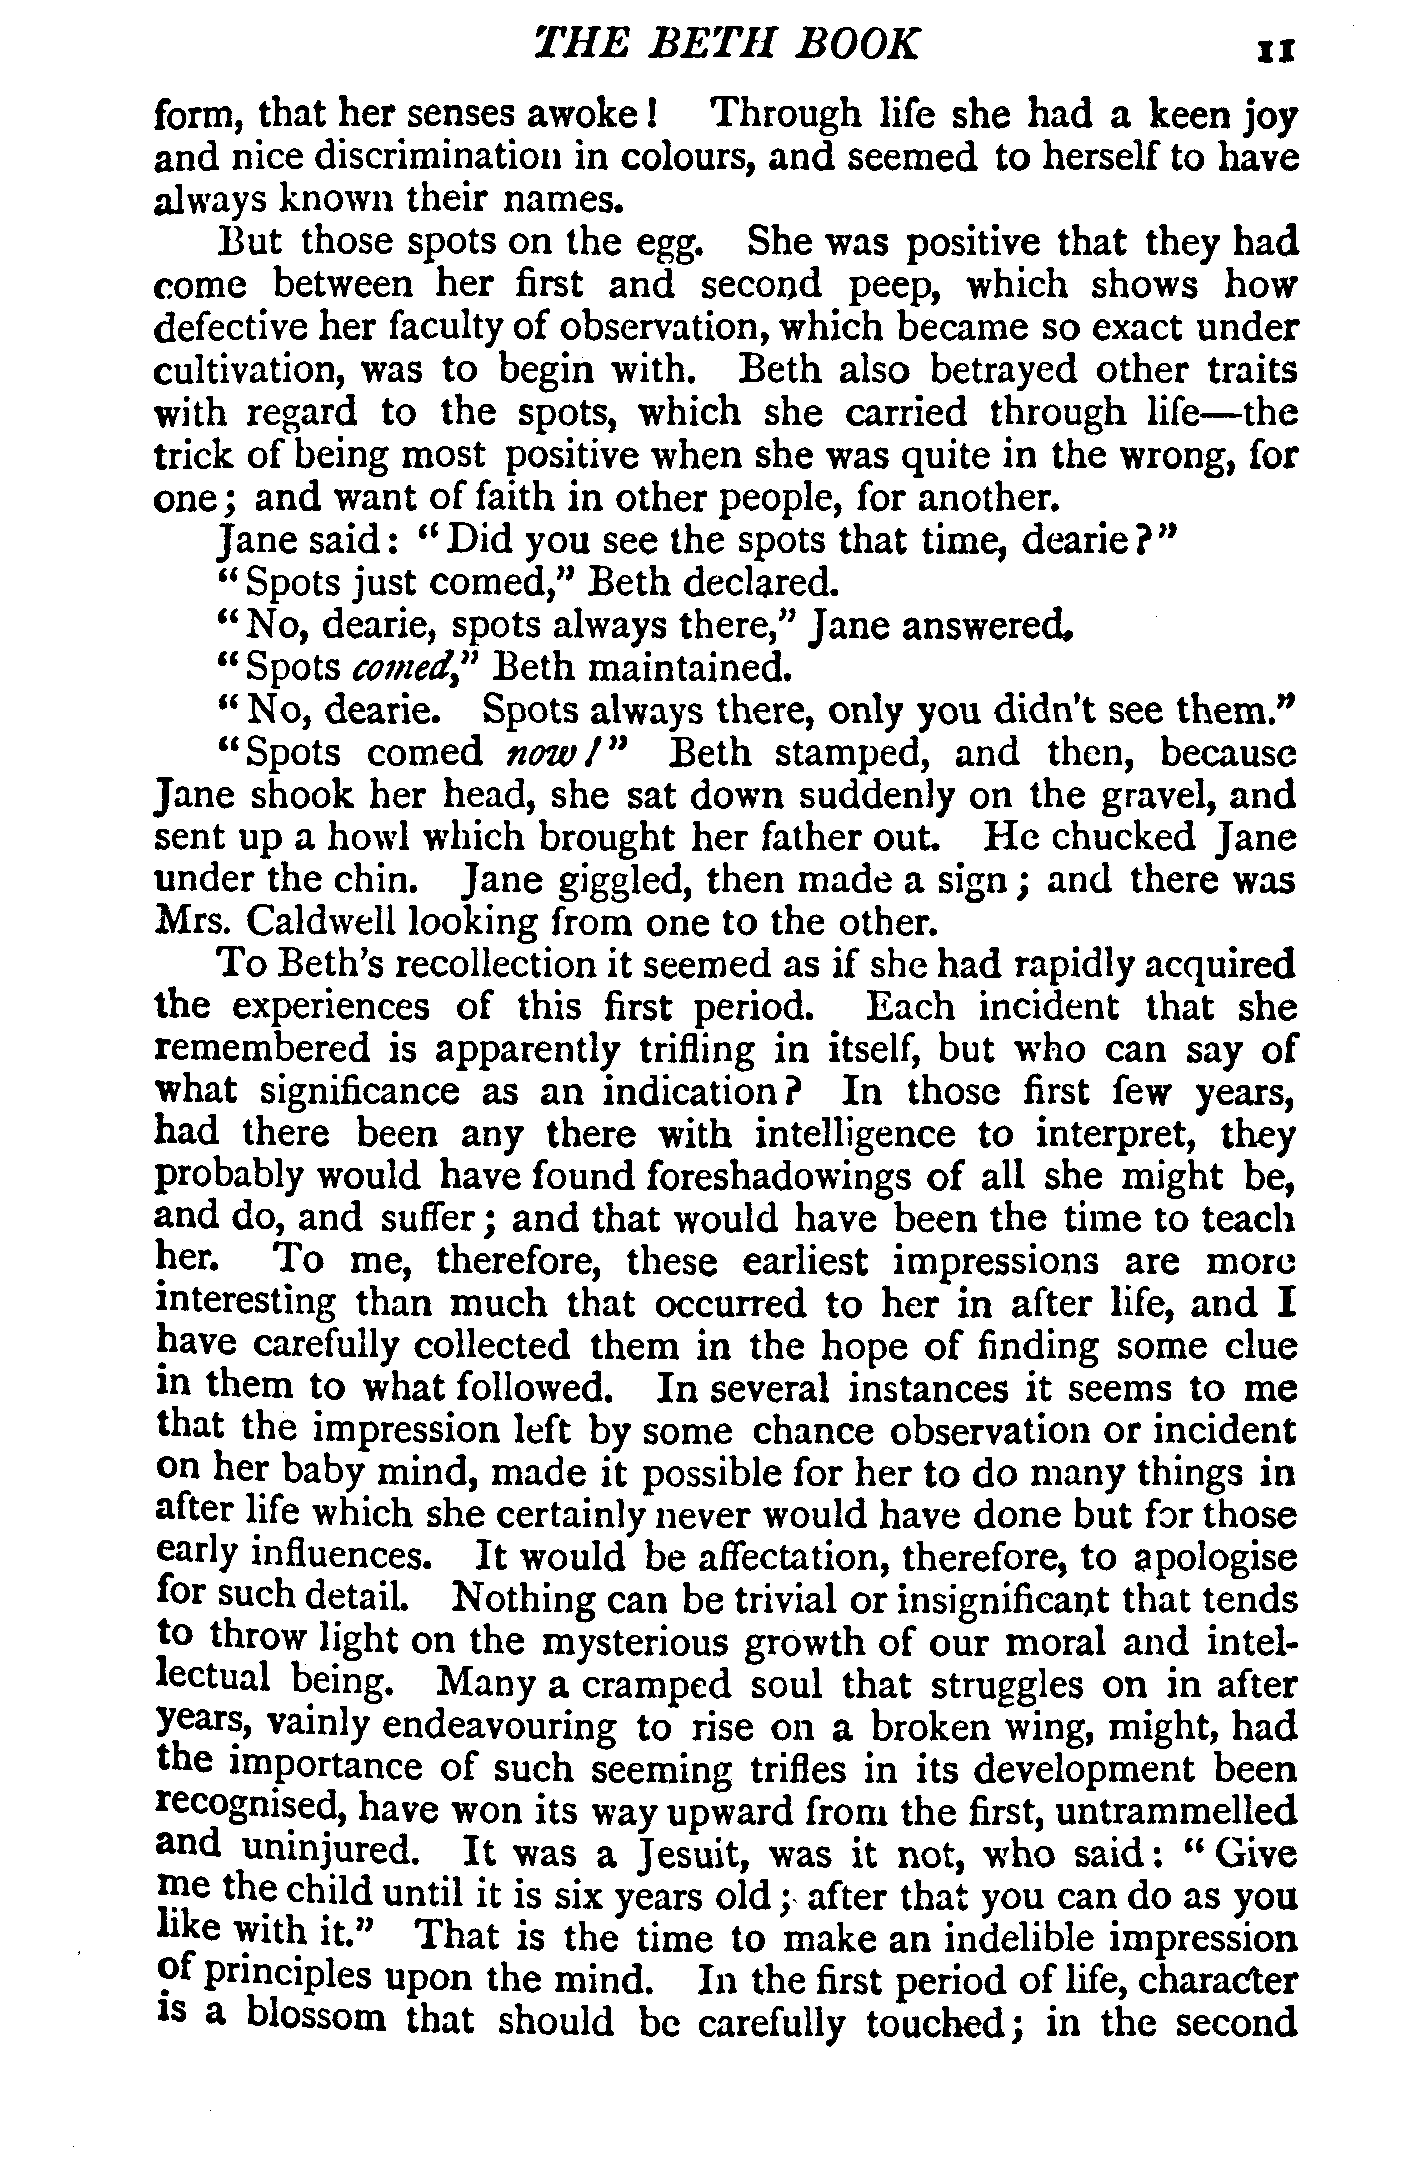 THE BETH BOOK 11
form, that her senses awoke! Through life she had a keen joy
and nice discrimination in colours, and seemed to herself to have
always known their names.
But those spots on the egg. She was positive that they had
come between her first and second peep, which shows how
defective her faculty of observation, which became so exact under
cultivation, was to begin with. Beth also betrayed other traits
with regard to the spots, which she carried through life—the
trick of being most positive when she was quite in the wrong, for
one; and want of faith in other people, for another.
Jane said: "Did you see the spots that time, dearie?"
"Spots just comed," Beth declared.
"No, dearie, spots always there," Jane answered.
"Spots comed," Beth maintained.
"No, dearie. Spots always there, only you didn't see them."
"Spots comed now!" Beth stamped, and then, because
Jane shook her head, she sat down suddenly on the gravel, and
sent up a howl which brought her father out. He chucked Jane
under the chin. Jane giggled, then made a sign; and there was
Mrs. Caldwell looking from one to the other.
To Beth's recollection it seemed as if she had rapidly acquired
the experiences of this first period. Each incident that she
remembered is apparently trifling in itself, but who can say of
what significance as an indication? In those first few years,
had there been any there with intelligence to interpret, they
probably would have found foreshadowings of all she might be,
and do, and suffer; and that would have been the time to teach
her. To me, therefore, these earliest impressions are more
interesting than much that occurred to her in after life, and I
have carefully collected them in the hope of finding some clue
in them to what followed. In several instances it seems to me
that the impression left by some chance observation or incident
on her baby mind, made it possible for her to do many things in
after life which she certainly never would have done but for those
early influences. It would be affectation, therefore, to apologise
for such detail. Nothing can be trivial or insignificant that tends
to throw light on the mysterious growth of our moral and intel-
lectual being. Many a cramped soul that struggles on in after
years, vainly endeavouring to rise on a broken wing, might, had
the importance of such seeming trifles in its development been
recognised, have won its way upward from the first, untrammelled
and uninjured. It was a Jesuit, was it not, who said: "Give
me the child until it is six years old; after that you can do as you
like with it." That is the time to make an indelible impression
of principles upon the mind. In the first period of life, character
is a blossom that should be carefully touched; in the second